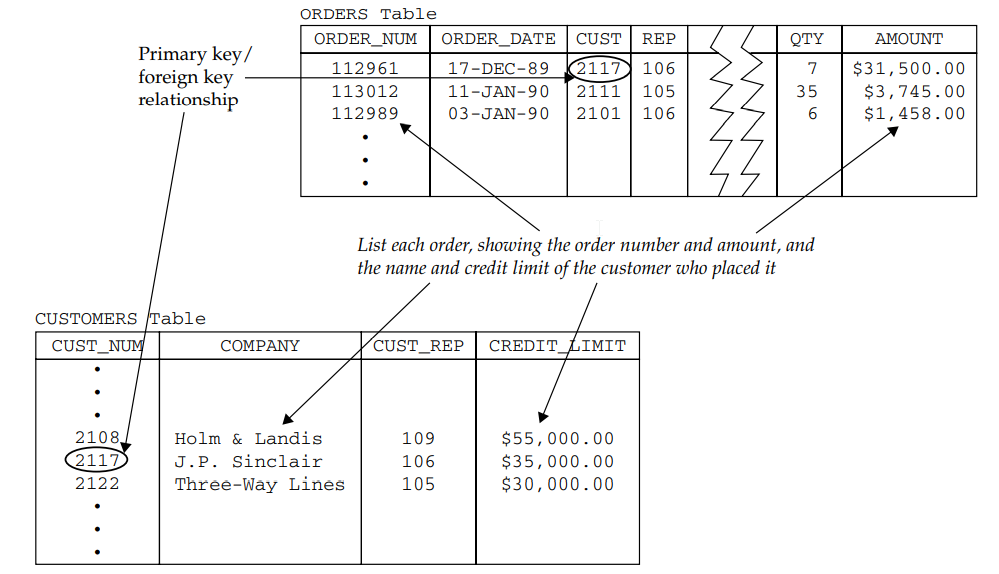 ORDERS Table
ORDER_NUM ORDER_DATE CUST REP QTY AMOUNT
Primary key/
foreign key
relationship
112961 17-DEC-89 2117 106 7 $31,500.00
113012 11-JAN-90 2111 105 35 $3,745.00
112989 03-JAN-90 2101 106 6 $1,458.00
List each order, showing the order number and amount, and
the name and credit limit of the customer who placed it
CUSTOMERS Table
CUST_NUM COMPANY CUST_REP CREDIT_LIMIT
2108 Holm & Landis 109 $55,000.00
2117 J.P. Sinclair 106 $35,000.00
2122 Three-Way Lines 105 $30,000.00